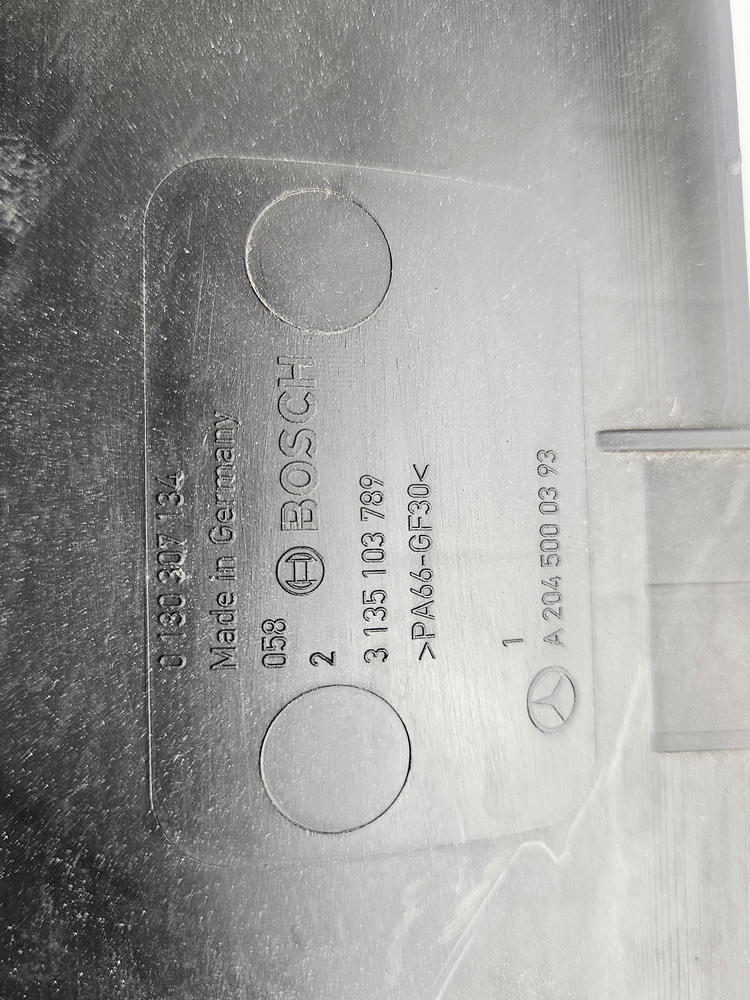 0 130 307 134
Made in Germany
058
BOSCH
2
3 135 103 789
>PA66-GF30<
1
A 204 500 03 93